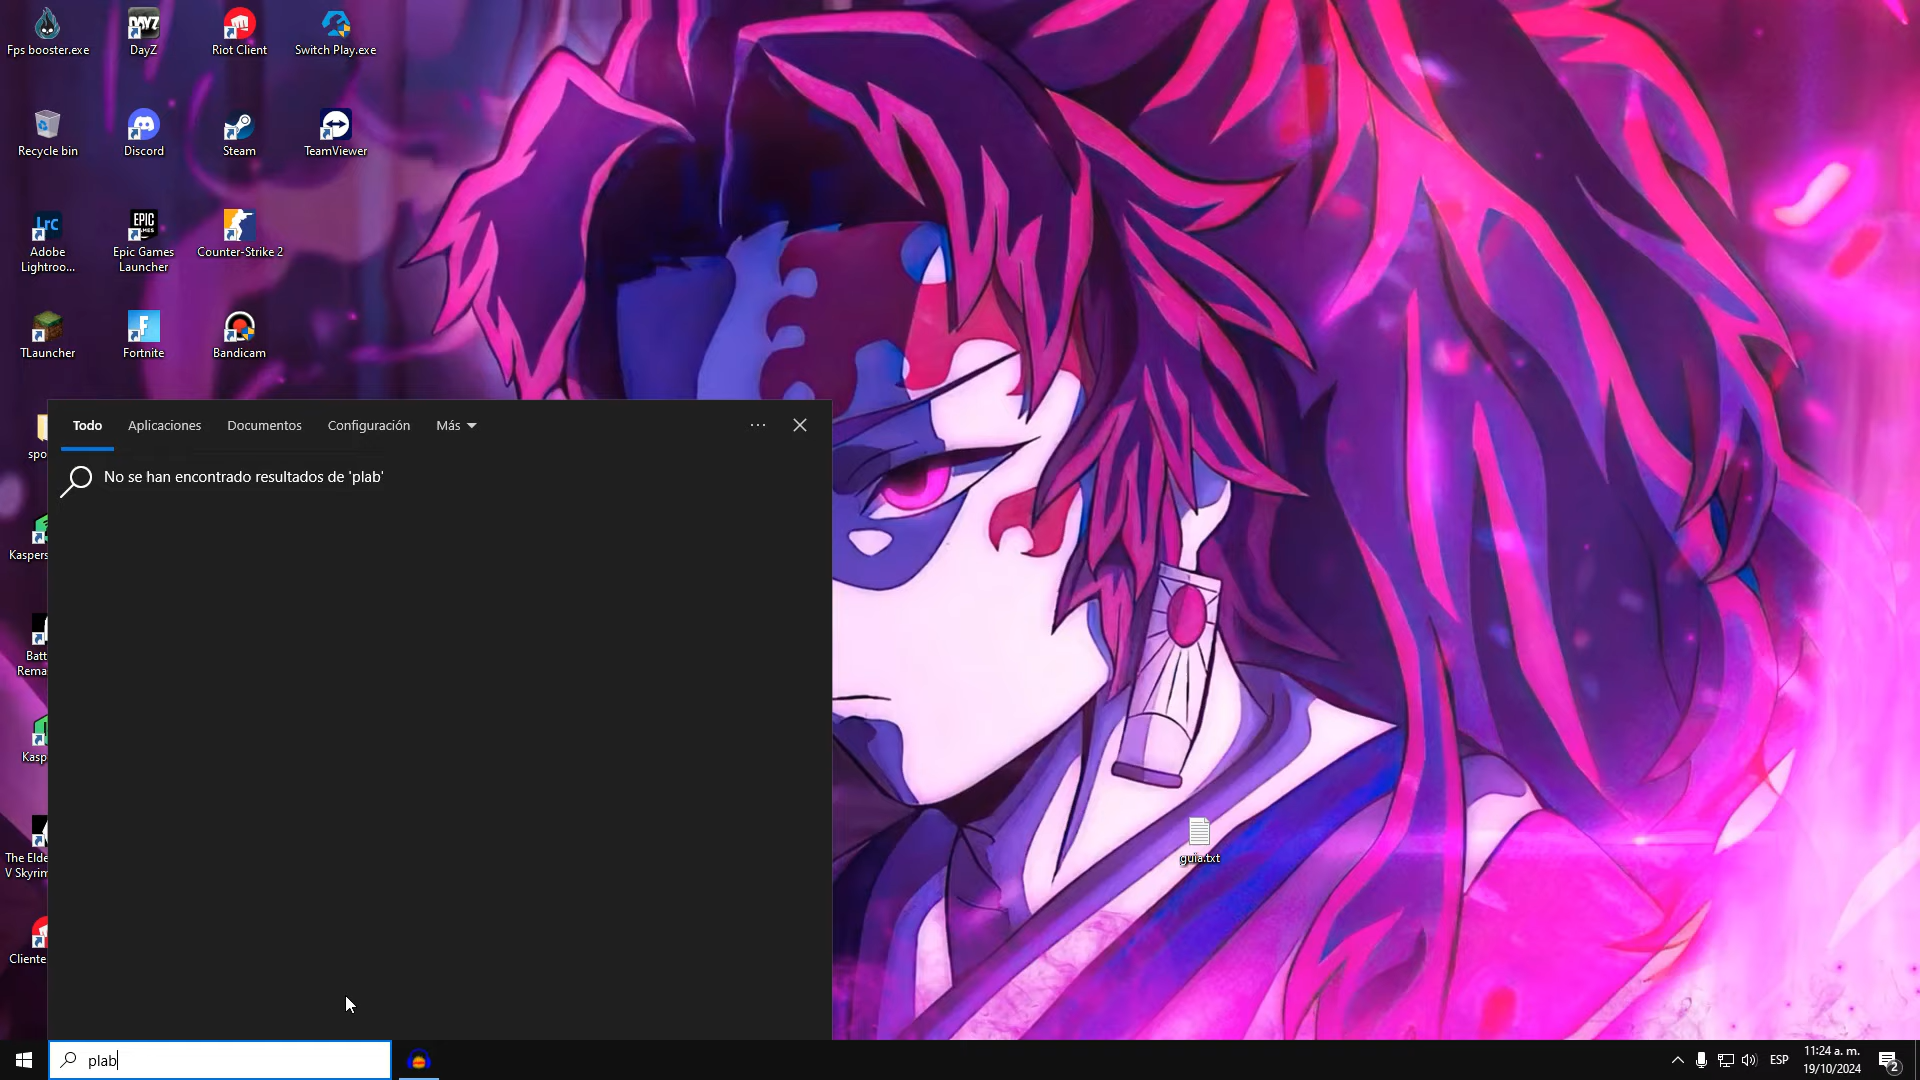 Fps booster.exe
DayZ
Riot Client
Switch Play.exe
Recycle bin
Discord
Steam
TeamViewer
Adobe
Lightroo...
Epic Games
Launcher
Counter-Strike 2
TLauncher
Fortnite
Bandicam
spo
Kaspers
Batt
Rema
Kasp
The Elde
V Skyrim
Cliente
Todo
Aplicaciones
Documentos
Configuración
Más
No se han encontrado resultados de 'plab'
guia.txt
plab
ESP
11:24 a. m.
19/10/2024
2